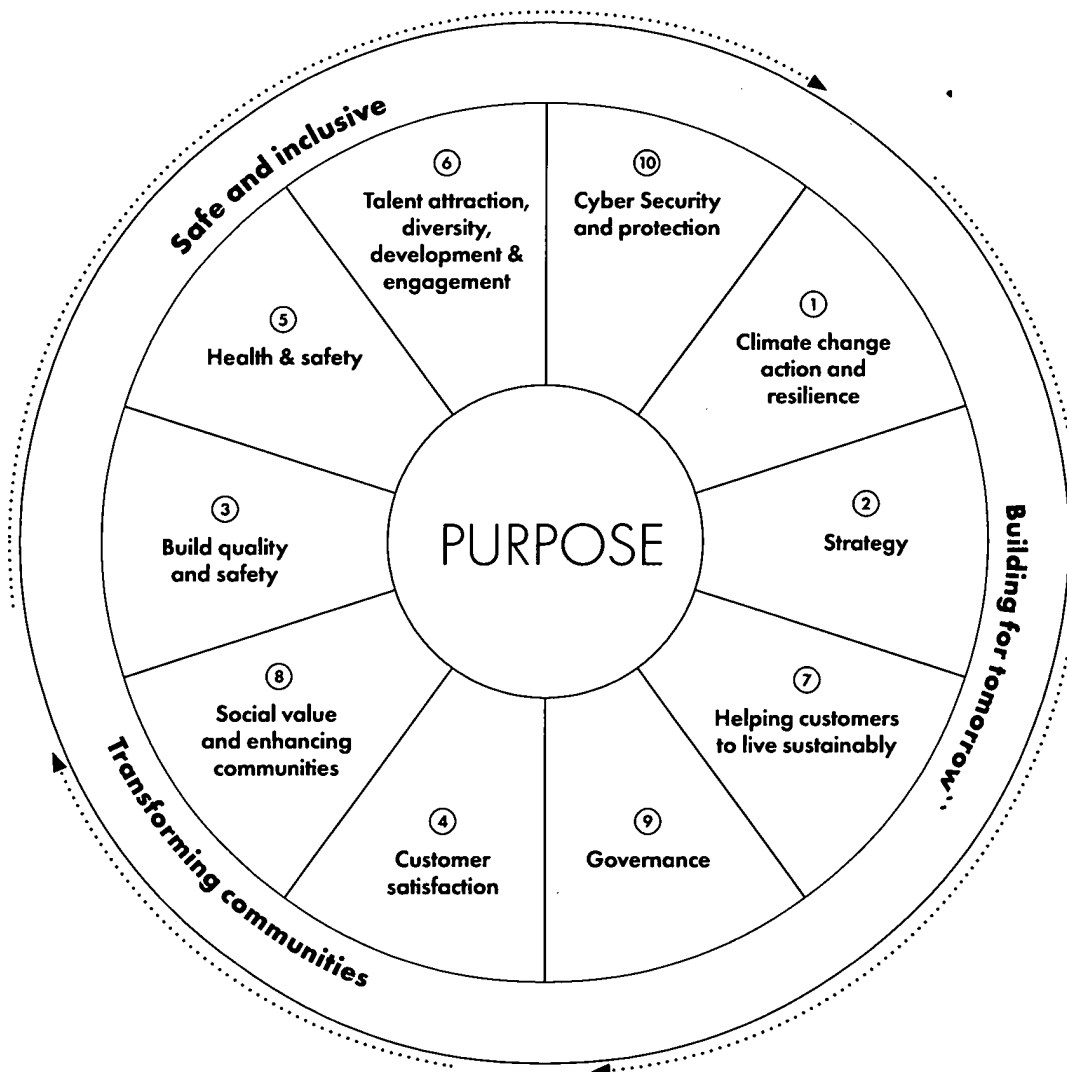 Safe and inclusive
⑥
Talent attraction,
diversity,
development &
engagement
⑩
Cyber Security
and protection
⑤
Health & safety
①
Climate change
action and
resilience
③
Build quality
and safety
PURPOSE
②
Strategy
Building for tomorrow
⑧
Social value
and enhancing
communities
⑦
Helping customers
to live sustainably
Transforming communities
④
Customer
satisfaction
⑨
Governance